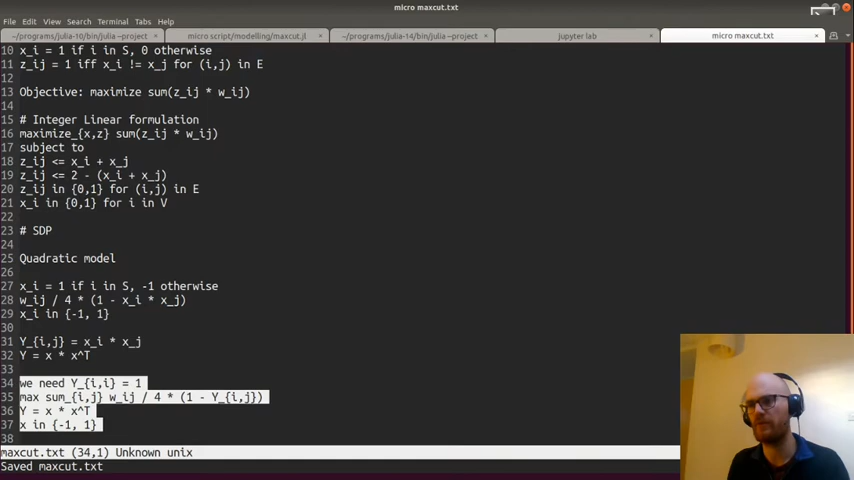 micro maxcut.txt
File Edit View Search Terminal Tabs Help
~/programs/julia-10/bin/julia --project × micro script/modelling/maxcut.jl × ~/programs/julia-14/bin/julia --project × jupyter lab × micro maxcut.txt ×
10 x_i = 1 if i in S, 0 otherwise
11 z_ij = 1 iff x_i != x_j for (i,j) in E
12
13 Objective: maximize sum(z_ij * w_ij)
14
15 # Integer Linear formulation
16 maximize_{x,z} sum(z_ij * w_ij)
17 subject to
18 z_ij <= x_i + x_j
19 z_ij <= 2 - (x_i + x_j)
20 z_ij in {0,1} for (i,j) in E
21 x_i in {0,1} for i in V
22
23 # SDP
24
25 Quadratic model
26
27 x_i = 1 if i in S, -1 otherwise
28 w_ij / 4 * (1 - x_i * x_j)
29 x_i in {-1, 1}
30
31 Y_{i,j} = x_i * x_j
32 Y = x * x^T
33
34 we need Y_{i,i} = 1
35 max sum_{i,j} w_ij / 4 * (1 - Y_{i,j})
36 Y = x * x^T
37 x in {-1, 1}
38
maxcut.txt (34,1) Unknown unix
Saved maxcut.txt